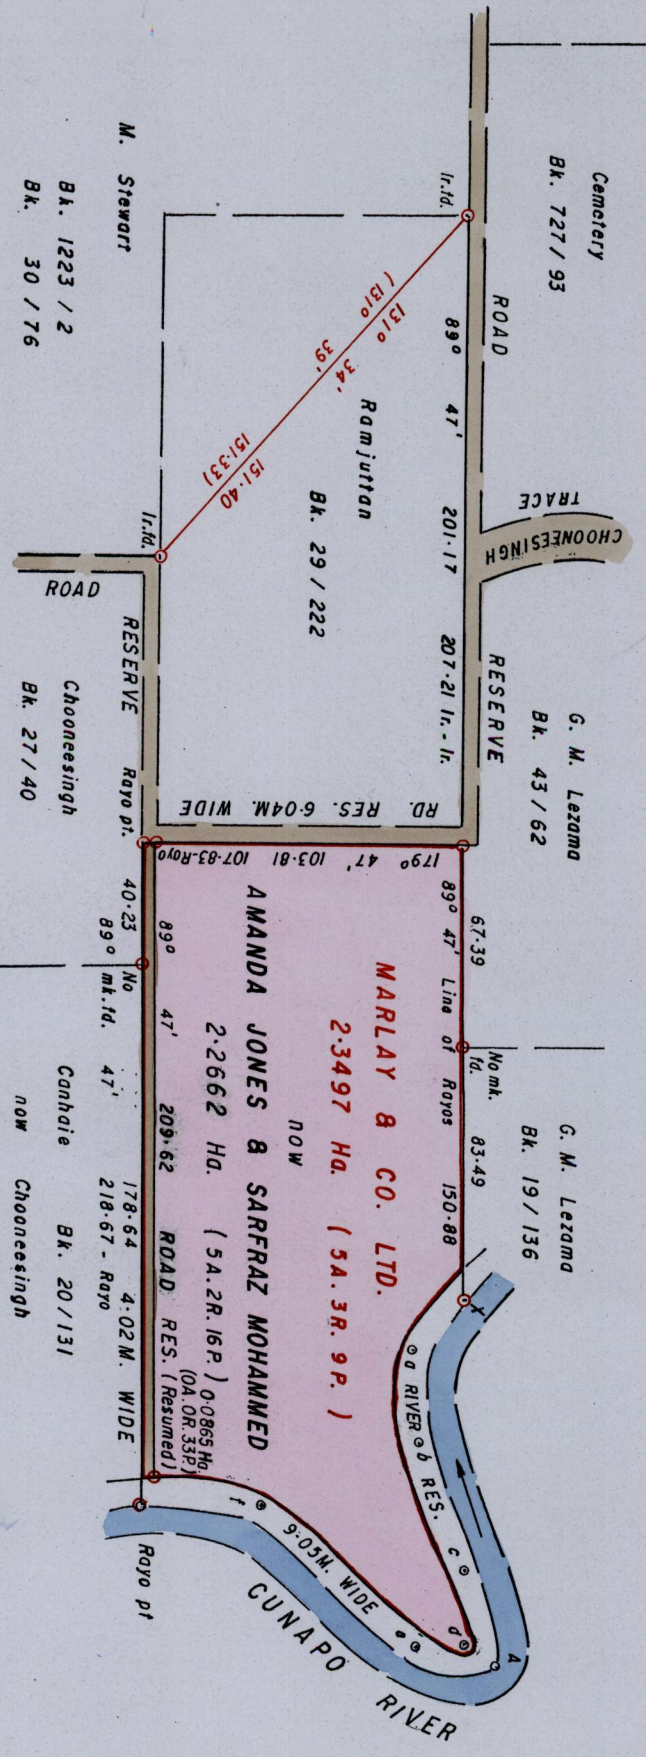 Cemetery
Bk. 727/93
ROAD
TRACE
CHOONEESINGH
RESERVE
G. M. Lezama
Bk. 43/62
G. M. Lezama
Bk. 19/136
Ir.fd.
89° 47' 201·17
207·21 Ir.-Ir.
67·39
No mk.
fd.
83·49
89° 47' Line of Rayos 150·88
x
(131° 39' 151·33)
131° 34' 151·40
Ramjuttan
Bk. 29/222
RD. RES. 6·04M. WIDE
179° 47' 103·81
107·83-Rayo
MARLAY & CO. LTD.
2·3497 Ha. (5A. 3R. 9P.)
now
AMANDA JONES & SARFRAZ MOHAMMED
2·2662 Ha. (5A. 2R. 16P.)
0·0865 Ha.
(0A. 0R. 33P.)
89° 47' 209·62
ROAD RES. (Resumed)
a RIVER b RES.
c
d
e
f
A
9·05M. WIDE
CUNAPO RIVER
M. Stewart
Bk. 1223/2
Bk. 30/76
Ir.fd.
ROAD
RESERVE
Rayo pt.
Chooneesingh
Bk. 27/40
40·23
No
mk.fd.
89° 47' 178·64 4·02M. WIDE
218·67 - Rayo
Rayo pt
Canhaie Bk. 20/131
now Chooneesingh